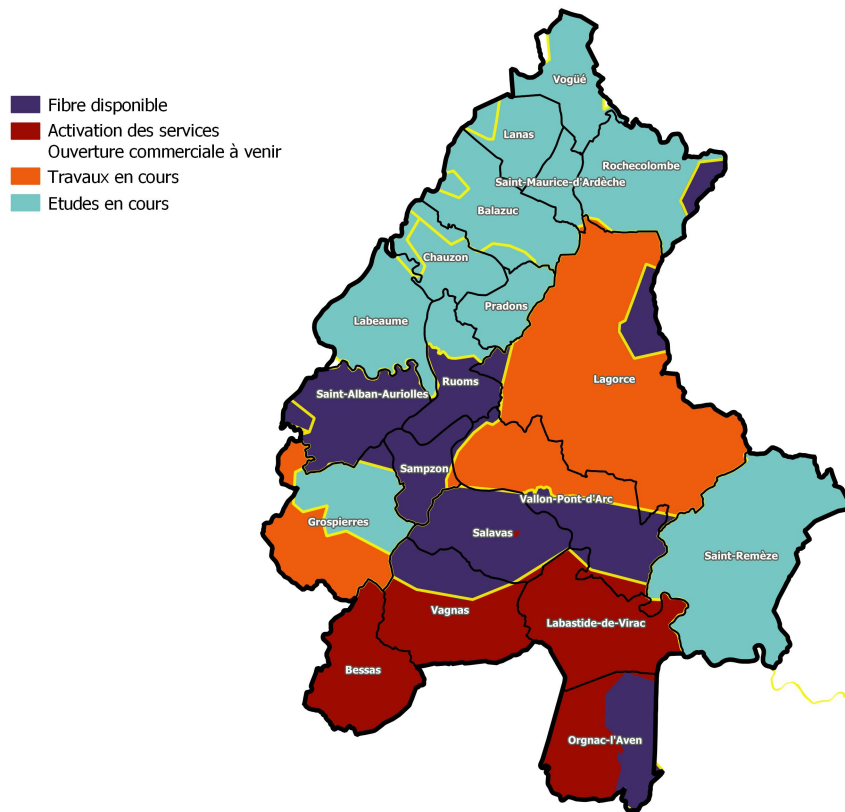 Fibre disponible
Activation des services
Ouverture commerciale à venir
Travaux en cours
Etudes en cours
Vogüé
Lanas
Rochecolombe
Saint-Maurice-d'Ardèche
Balazuc
Chauzon
Pradons
Labeaume
Ruoms
Lagorce
Saint-Alban-Auriolles
Sampzon
Vallon-Pont-d'Arc
Grospierres
Salavas
Saint-Remèze
Vagnas
Labastide-de-Virac
Bessas
Orgnac-l'Aven